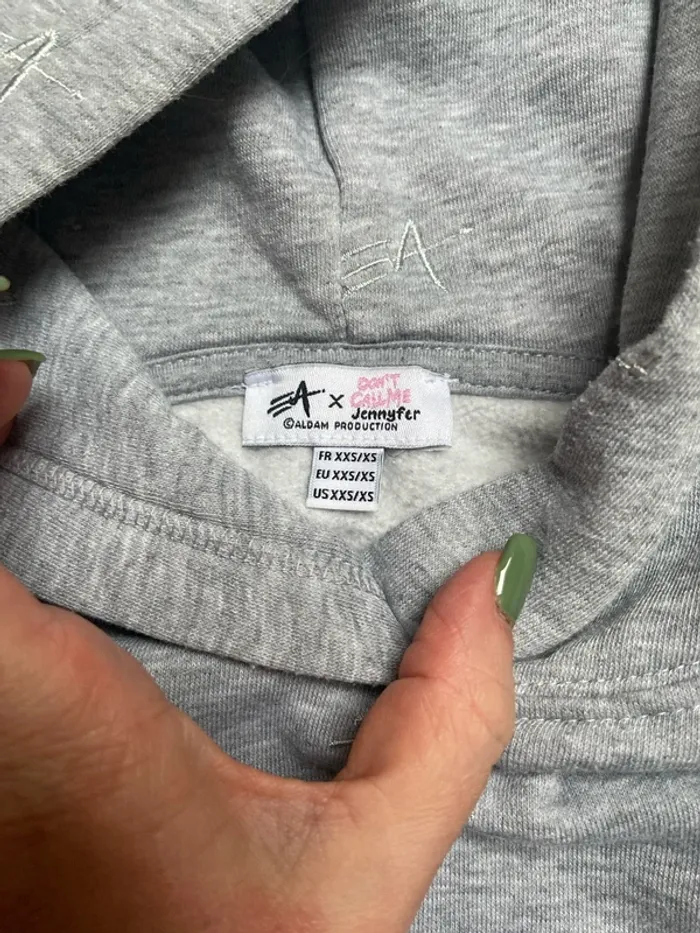 EA
EA x DON'T
CALL ME
Jennyfer
©ALDAM PRODUCTION
FR XXS/XS
EU XXS/XS
US XXS/XS